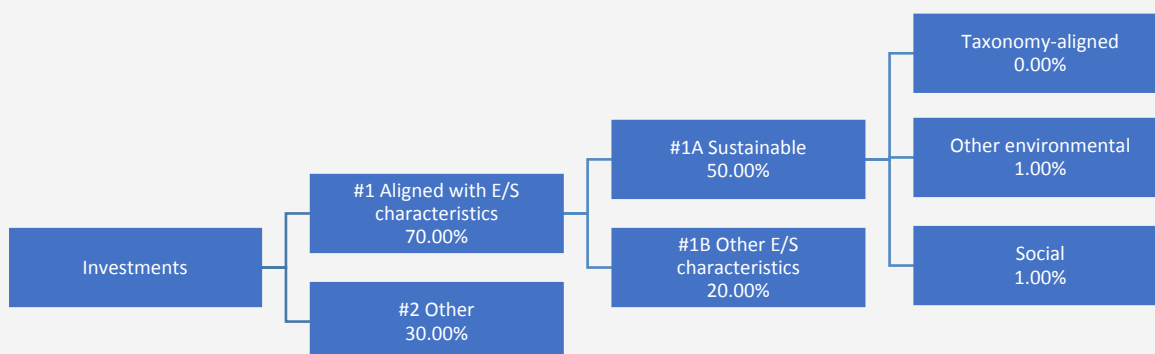 Investments
#1 Aligned with E/S
characteristics
70.00%
#2 Other
30.00%
#1A Sustainable
50.00%
#1B Other E/S
characteristics
20.00%
Taxonomy-aligned
0.00%
Other environmental
1.00%
Social
1.00%